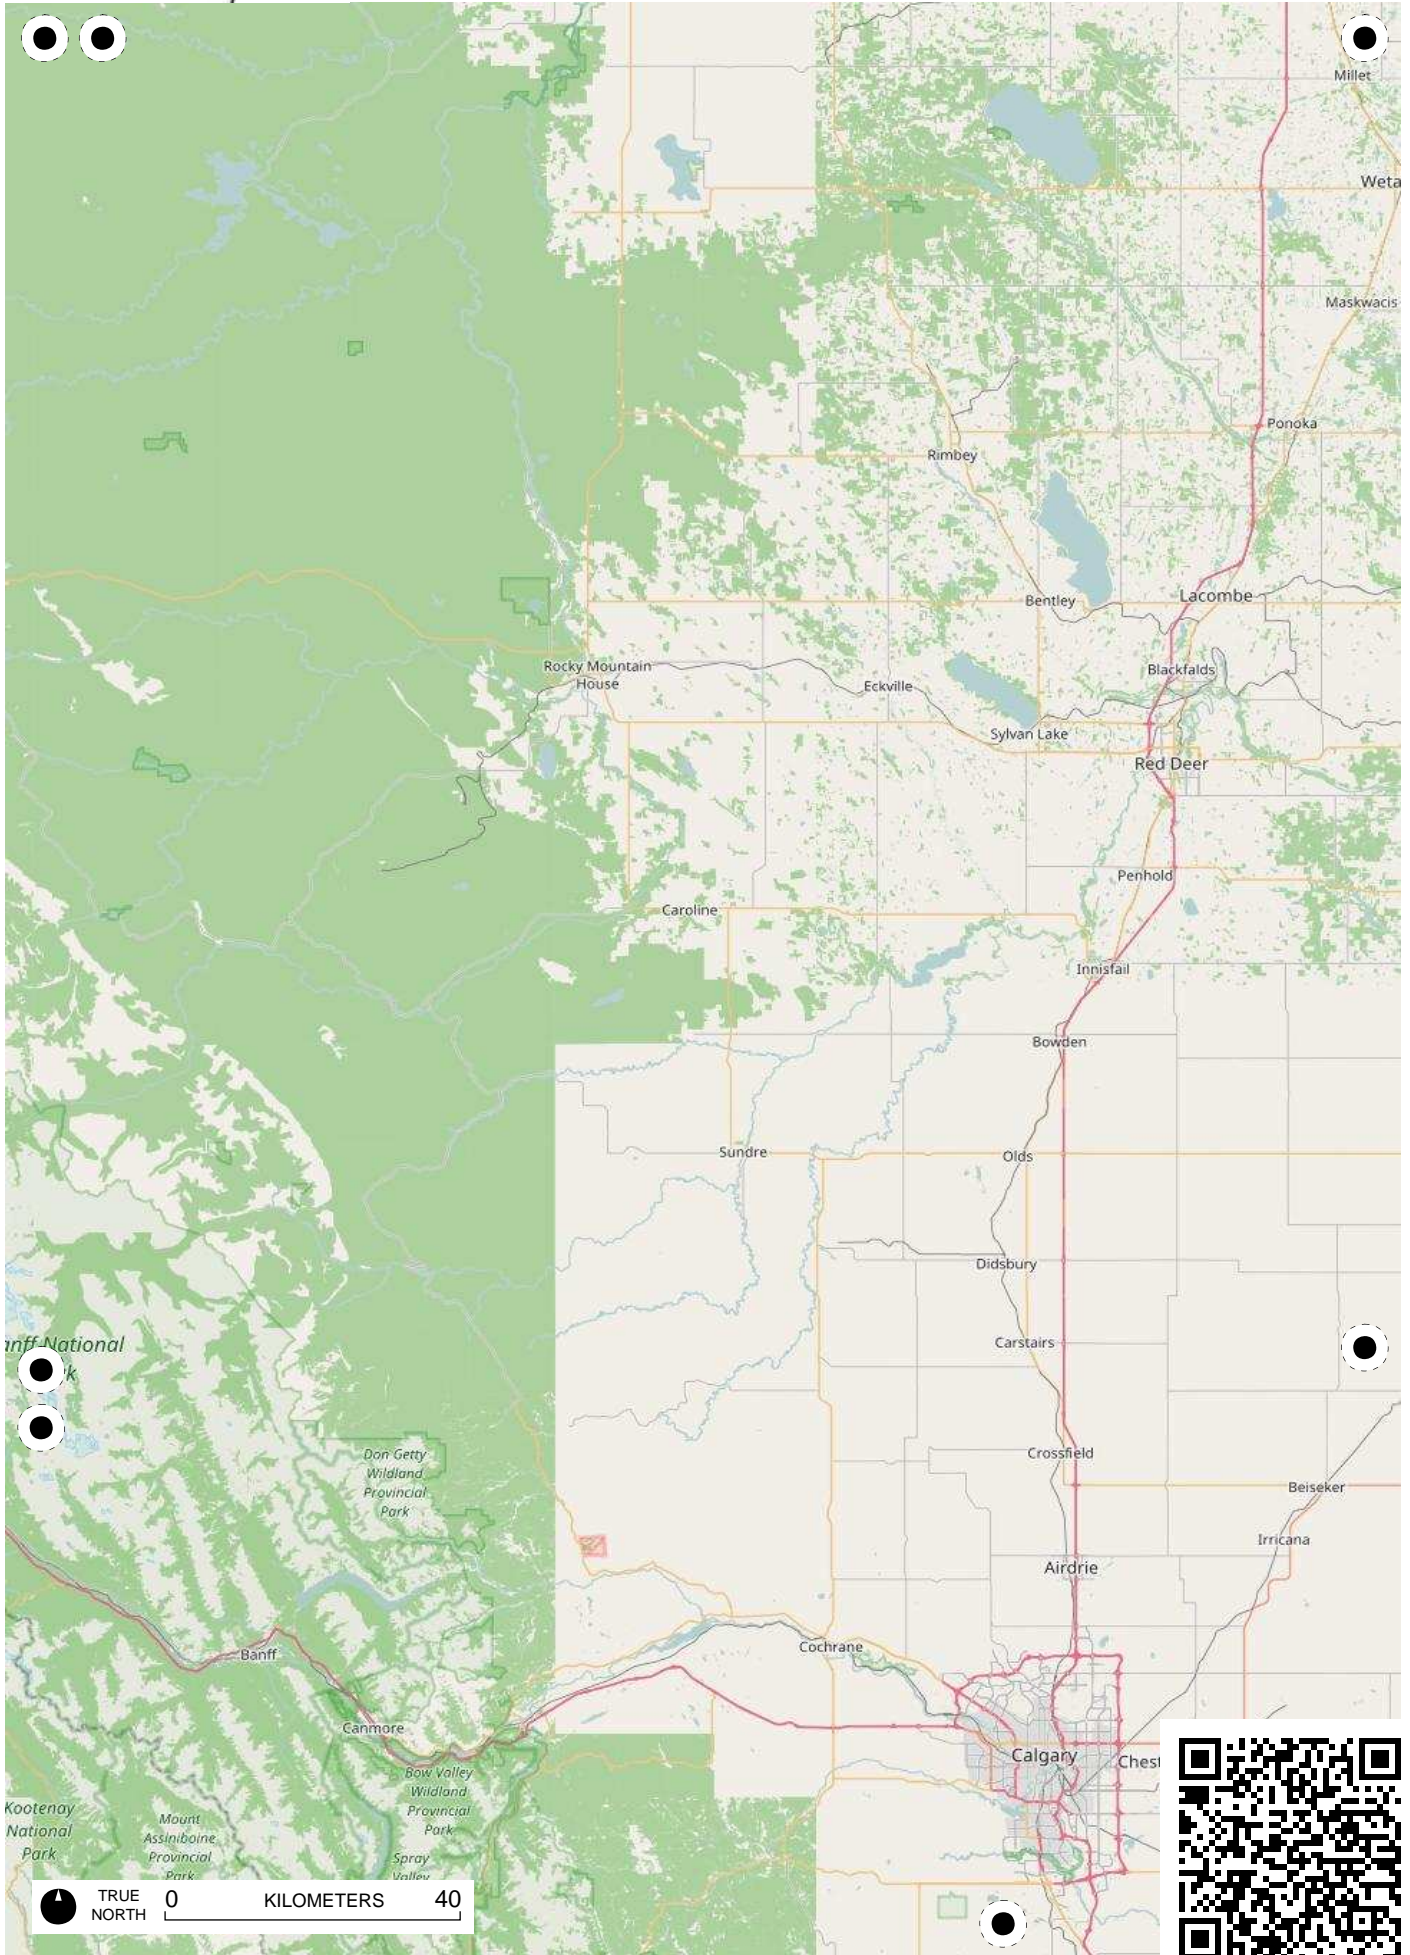 Millet
Weta
Maskwacis
Ponoka
Rimbey
Bentley
Lacombe
Rocky Mountain
House
Blackfalds
Eckville
Sylvan Lake
Red Deer
Penhold
Caroline
Innisfail
Bowden
Sundre
Olds
Didsbury
anff National
k
Carstairs
Don Getty
Wildland
Provincial
Park
Crossfield
Beiseker
Irricana
Airdrie
Banff
Cochrane
Canmore
Calgary
Chest
Bow Valley
Wildland
Provincial
Park
Kootenay
National
Park
Mount
Assiniboine
Provincial
Park
Spray
Valley
TRUE
NORTH
0 KILOMETERS 40